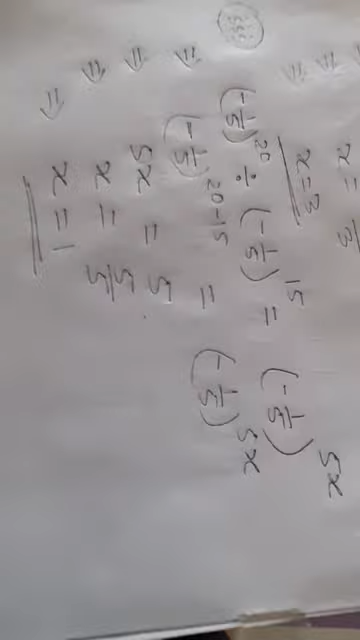 x = 3
⇒ x = 3
(-1/5)^20 ÷ (-1/5)^15 = (-1/5)^5x
⇒ (-1/5)^20-15 = (-1/5)^5x
⇒ 5x = 5
⇒ x = 5/5
⇒ x = 1